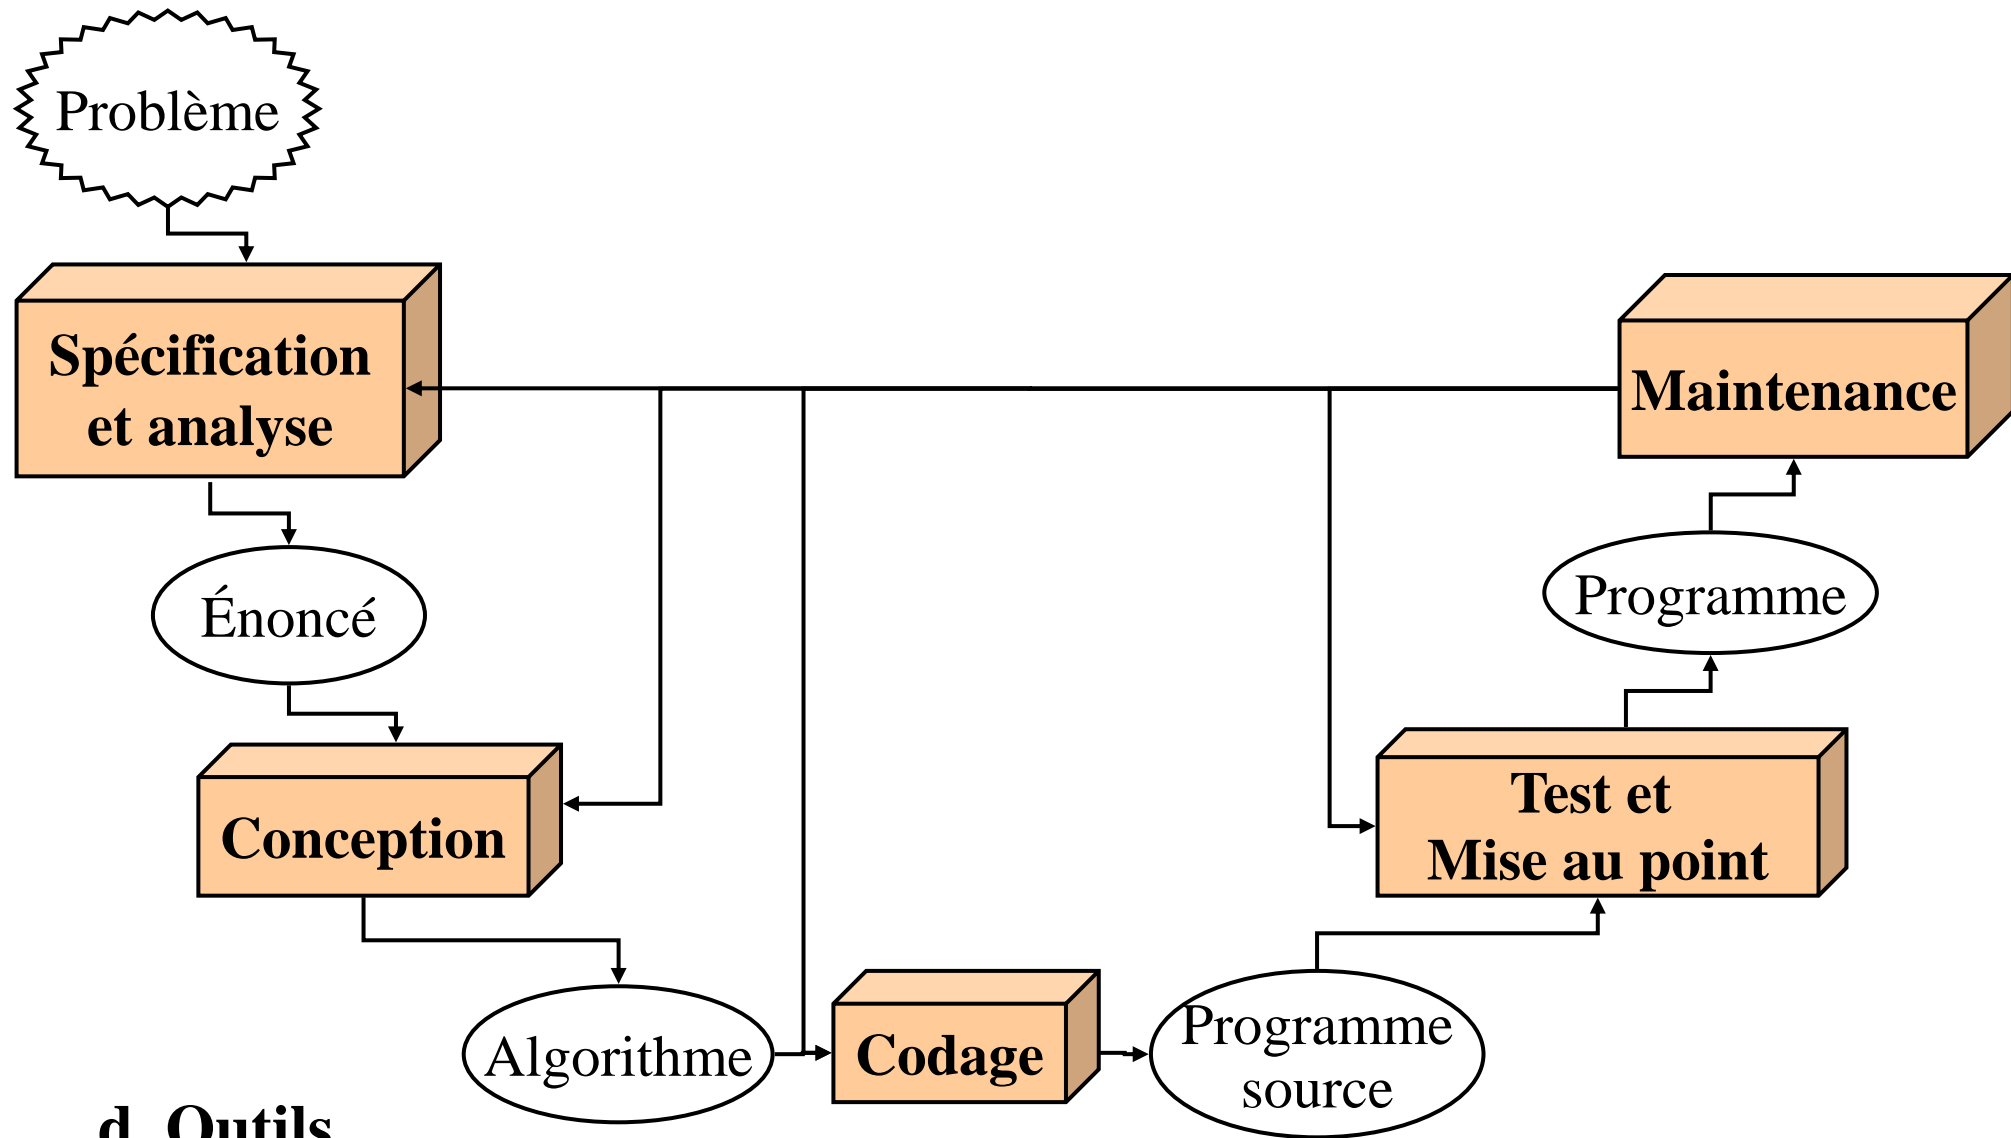 Problème
Spécification
et analyse
Maintenance
Énoncé
Programme
Conception
Test et
Mise au point
Algorithme
Codage
Programme
source
d. Outils